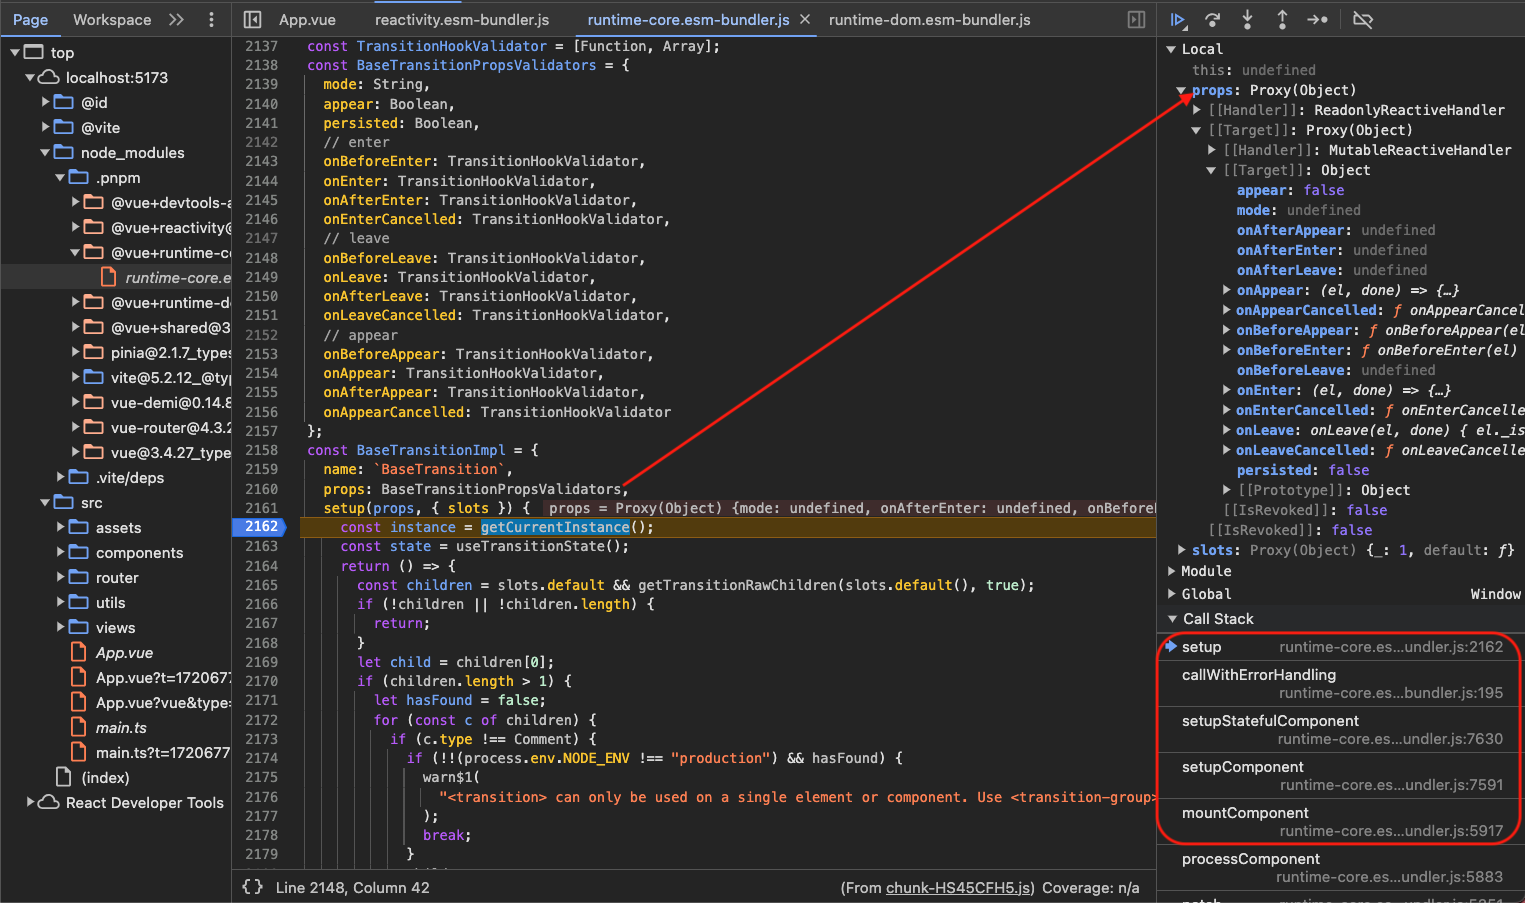 Page Workspace
App.vue reactivity.esm-bundler.js runtime-core.esm-bundler.js runtime-dom.esm-bundler.js
top
localhost:5173
@id
@vite
node_modules
.pnpm
@vue+devtools-a
@vue+reactivity@
@vue+runtime-co
runtime-core.e
@vue+runtime-d
@vue+shared@3
pinia@2.1.7_types
vite@5.2.12_@typ
vue-demi@0.14.8
vue-router@4.3.2
vue@3.4.27_type
.vite/deps
src
assets
components
router
utils
views
App.vue
App.vue?t=1720677
App.vue?vue&type=
main.ts
main.ts?t=1720677
(index)
React Developer Tools
2137 const TransitionHookValidator = [Function, Array];
2138 const BaseTransitionPropsValidators = {
2139 mode: String,
2140 appear: Boolean,
2141 persisted: Boolean,
2142 // enter
2143 onBeforeEnter: TransitionHookValidator,
2144 onEnter: TransitionHookValidator,
2145 onAfterEnter: TransitionHookValidator,
2146 onEnterCancelled: TransitionHookValidator,
2147 // leave
2148 onBeforeLeave: TransitionHookValidator,
2149 onLeave: TransitionHookValidator,
2150 onAfterLeave: TransitionHookValidator,
2151 onLeaveCancelled: TransitionHookValidator,
2152 // appear
2153 onBeforeAppear: TransitionHookValidator,
2154 onAppear: TransitionHookValidator,
2155 onAfterAppear: TransitionHookValidator,
2156 onAppearCancelled: TransitionHookValidator
2157 };
2158 const BaseTransitionImpl = {
2159 name: `BaseTransition`,
2160 props: BaseTransitionPropsValidators,
2161 setup(props, { slots }) { props = Proxy(Object) {mode: undefined, onAfterEnter: undefined, onBefore
2162 const instance = getCurrentInstance();
2163 const state = useTransitionState();
2164 return () => {
2165 const children = slots.default && getTransitionRawChildren(slots.default(), true);
2166 if (!children || !children.length) {
2167 return;
2168 }
2169 let child = children[0];
2170 if (children.length > 1) {
2171 let hasFound = false;
2172 for (const c of children) {
2173 if (c.type !== Comment) {
2174 if (!!(process.env.NODE_ENV !== "production") && hasFound) {
2175 warn$1(
2176 "<transition> can only be used on a single element or component. Use <transition-group>
2177 );
2178 break;
2179 }
{ } Line 2148, Column 42 (From chunk-HS45CFH5.js) Coverage: n/a
Local
this: undefined
props: Proxy(Object)
[[Handler]]: ReadonlyReactiveHandler
[[Target]]: Proxy(Object)
[[Handler]]: MutableReactiveHandler
[[Target]]: Object
appear: false
mode: undefined
onAfterAppear: undefined
onAfterEnter: undefined
onAfterLeave: undefined
onAppear: (el, done) => {…}
onAppearCancelled: ƒ onAppearCancel
onBeforeAppear: ƒ onBeforeAppear(el
onBeforeEnter: ƒ onBeforeEnter(el)
onBeforeLeave: undefined
onEnter: (el, done) => {…}
onEnterCancelled: ƒ onEnterCancelle
onLeave: onLeave(el, done) { el._is
onLeaveCancelled: ƒ onLeaveCancelle
persisted: false
[[Prototype]]: Object
[[IsRevoked]]: false
[[IsRevoked]]: false
slots: Proxy(Object) {_: 1, default: ƒ}
Module
Global Window
Call Stack
setup runtime-core.es…undler.js:2162
callWithErrorHandling
runtime-core.es…bundler.js:195
setupStatefulComponent
runtime-core.es…undler.js:7630
setupComponent
runtime-core.es…undler.js:7591
mountComponent
runtime-core.es…undler.js:5917
processComponent
runtime-core.es…undler.js:5883